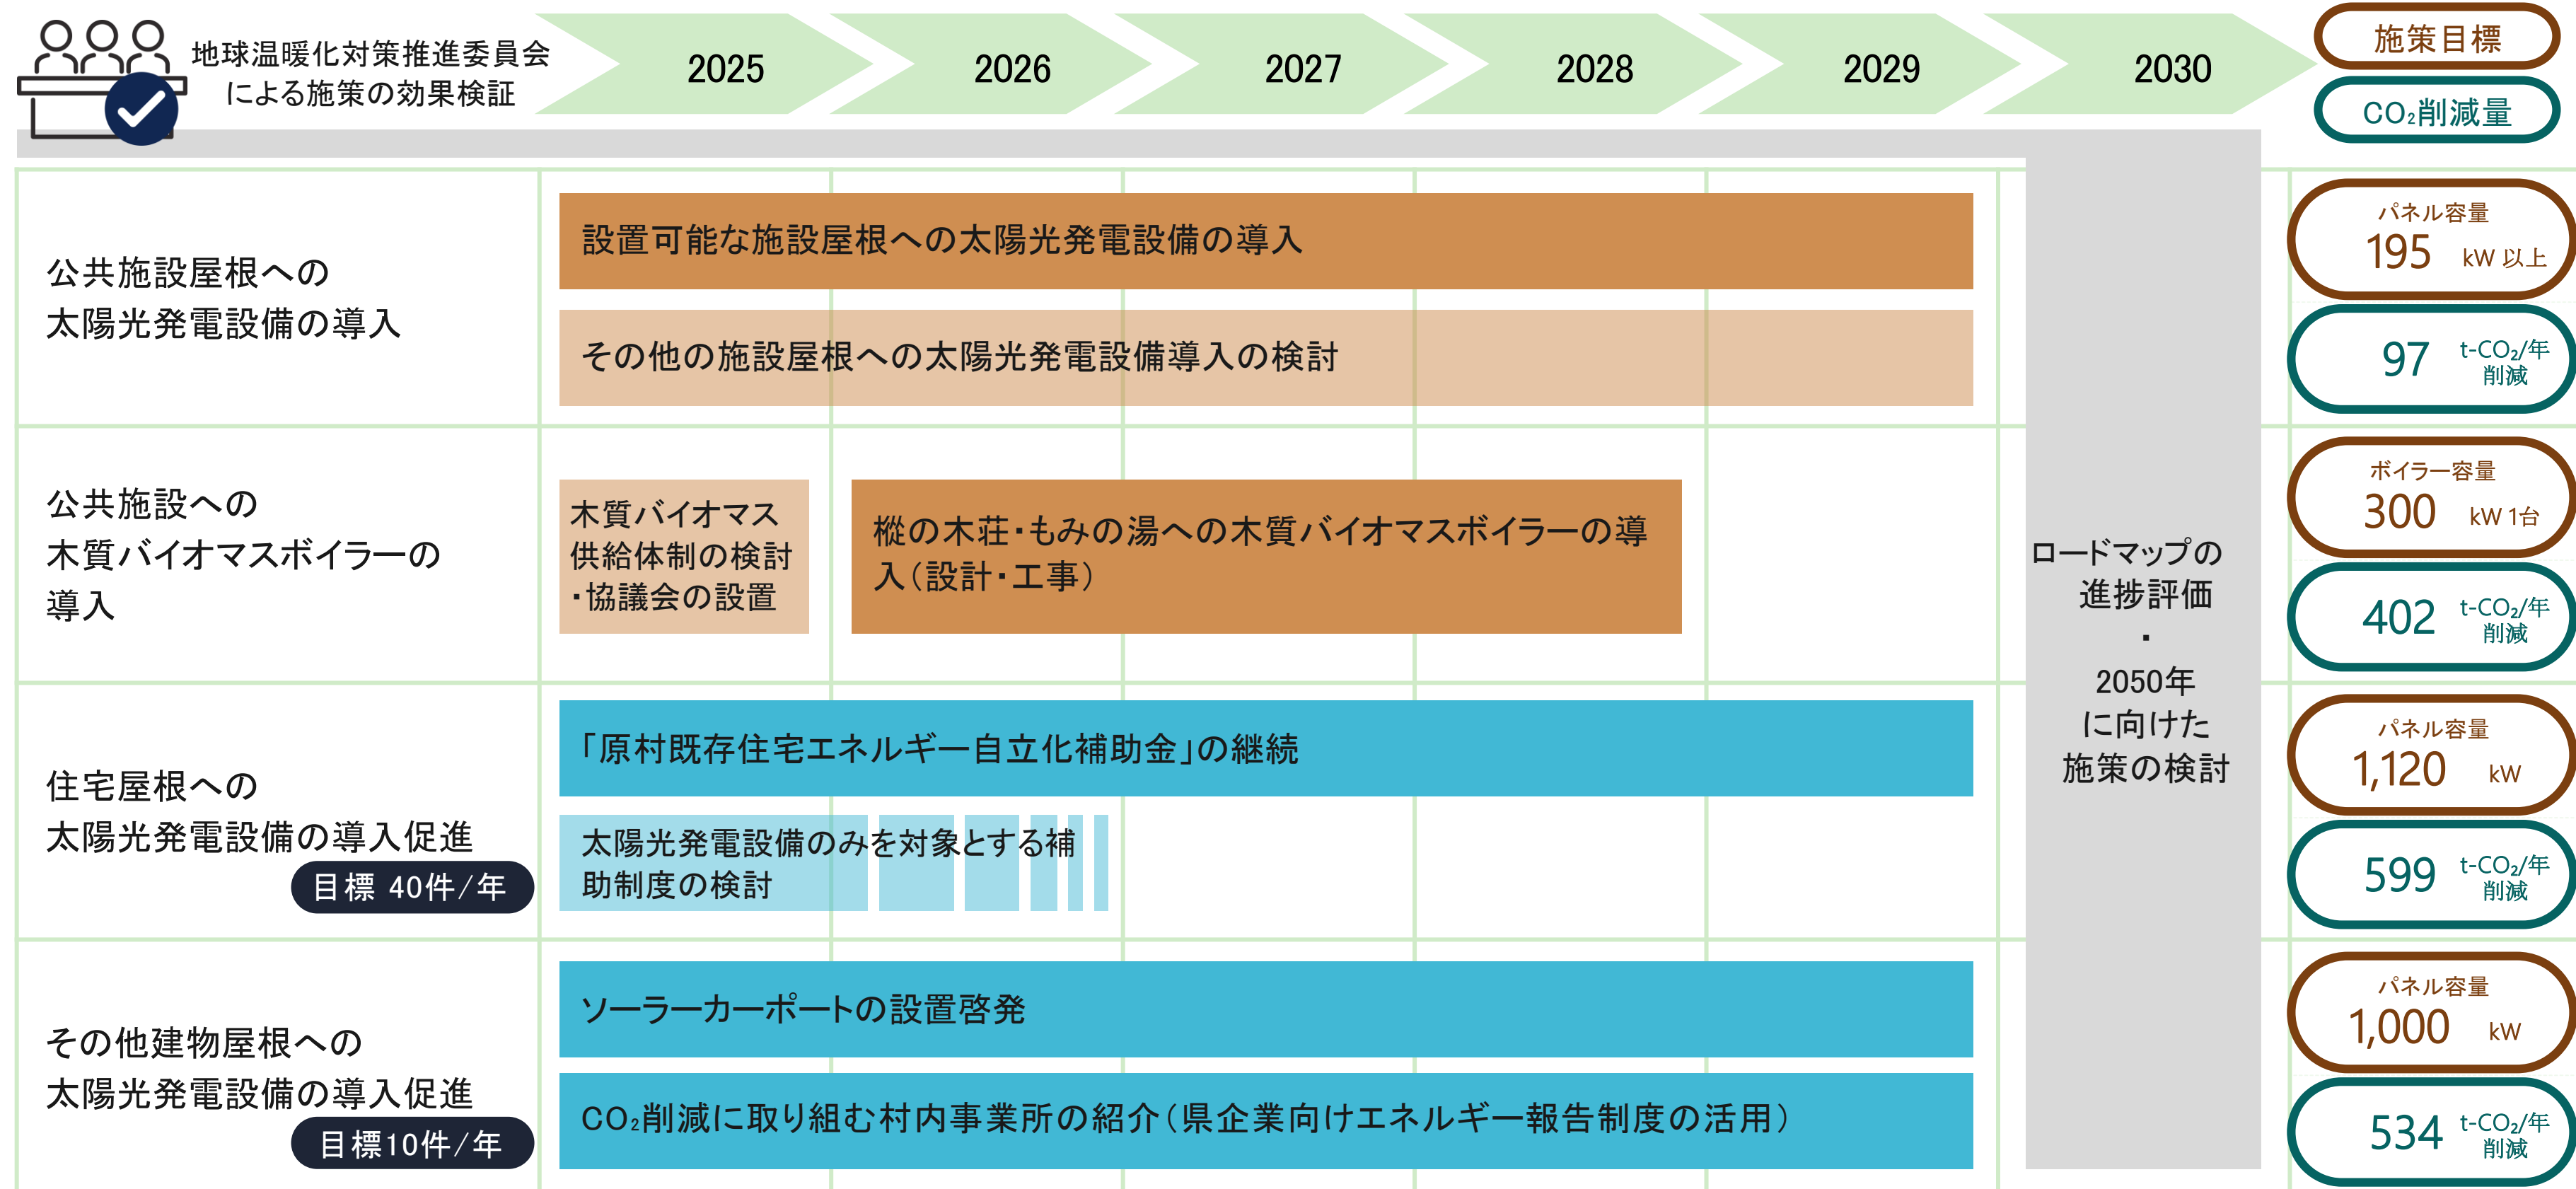 地球温暖化対策推進委員会
による施策の効果検証
2025
2026
2027
2028
2029
2030
施策目標
CO₂削減量
公共施設屋根への
太陽光発電設備の導入
設置可能な施設屋根への太陽光発電設備の導入
その他の施設屋根への太陽光発電設備導入の検討
パネル容量
195 kW 以上
97 t-CO₂/年
削減
公共施設への
木質バイオマスボイラーの
導入
木質バイオマス
供給体制の検討
・協議会の設置
樅の木荘・もみの湯への木質バイオマスボイラーの導
入（設計・工事）
ボイラー容量
300 kW 1台
402 t-CO₂/年
削減
住宅屋根への
太陽光発電設備の導入促進
目標 40件/年
「原村既存住宅エネルギー自立化補助金」の継続
太陽光発電設備のみを対象とする補
助制度の検討
パネル容量
1,120 kW
599 t-CO₂/年
削減
その他建物屋根への
太陽光発電設備の導入促進
目標10件/年
ソーラーカーポートの設置啓発
CO₂削減に取り組む村内事業所の紹介（県企業向けエネルギー報告制度の活用）
パネル容量
1,000 kW
534 t-CO₂/年
削減
ロードマップの
進捗評価
・
2050年
に向けた
施策の検討